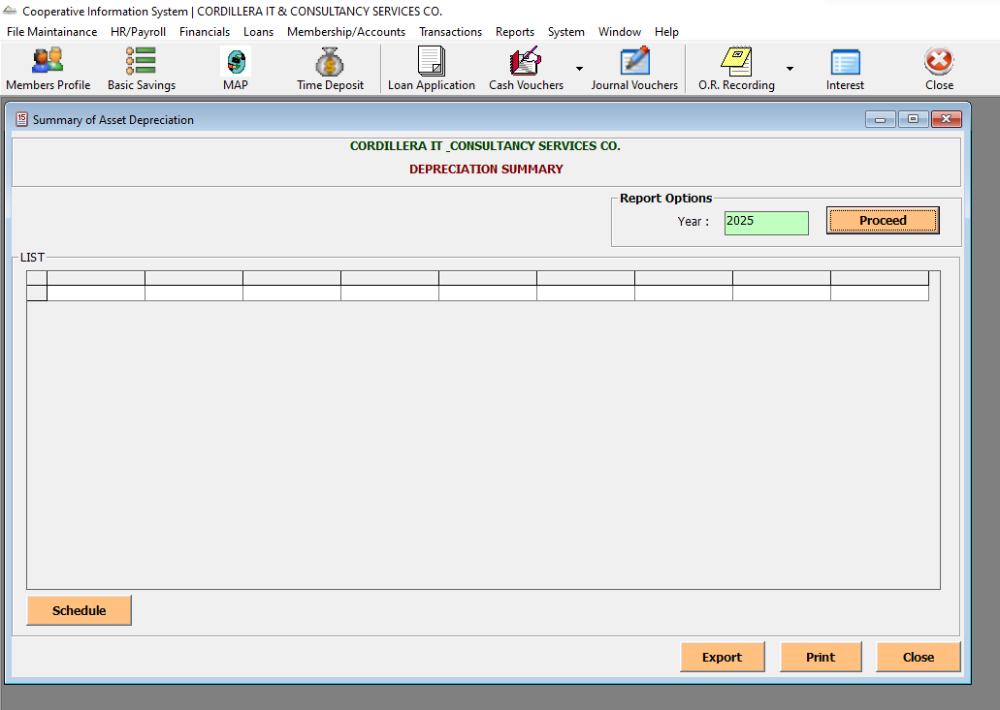 Cooperative Information System | CORDILLERA IT & CONSULTANCY SERVICES CO.
File Maintainance HR/Payroll Financials Loans Membership/Accounts Transactions Reports System Window Help
Members Profile Basic Savings MAP Time Deposit Loan Application Cash Vouchers Journal Vouchers O.R. Recording Interest Close
15 Summary of Asset Depreciation
CORDILLERA IT _CONSULTANCY SERVICES CO.
DEPRECIATION SUMMARY
Report Options
Year : 2025 Proceed
LIST
Schedule
Export Print Close